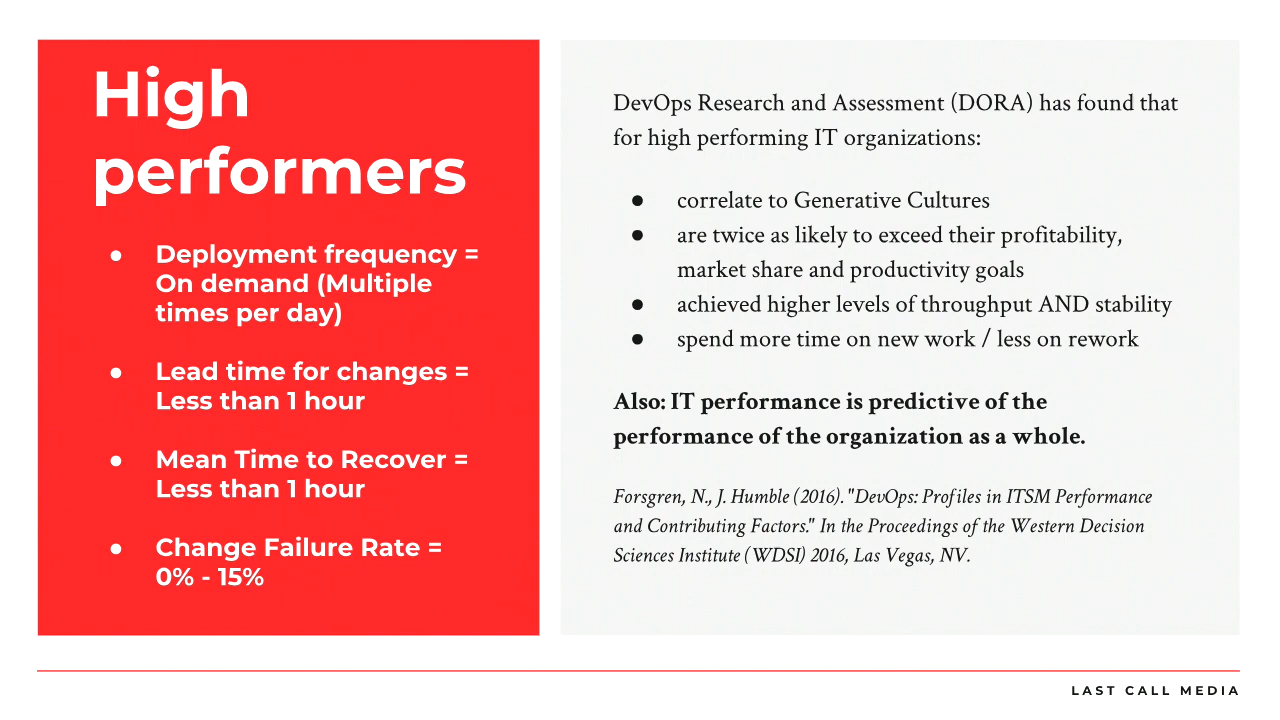 High
performers
● Deployment frequency =
On demand (Multiple
times per day)
● Lead time for changes =
Less than 1 hour
● Mean Time to Recover =
Less than 1 hour
● Change Failure Rate =
0% - 15%
DevOps Research and Assessment (DORA) has found that
for high performing IT organizations:
● correlate to Generative Cultures
● are twice as likely to exceed their profitability,
market share and productivity goals
● achieved higher levels of throughput AND stability
● spend more time on new work / less on rework
Also: IT performance is predictive of the
performance of the organization as a whole.
Forsgren, N., J. Humble (2016). "DevOps: Profiles in ITSM Performance
and Contributing Factors." In the Proceedings of the Western Decision
Sciences Institute (WDSI) 2016, Las Vegas, NV.
LAST CALL MEDIA